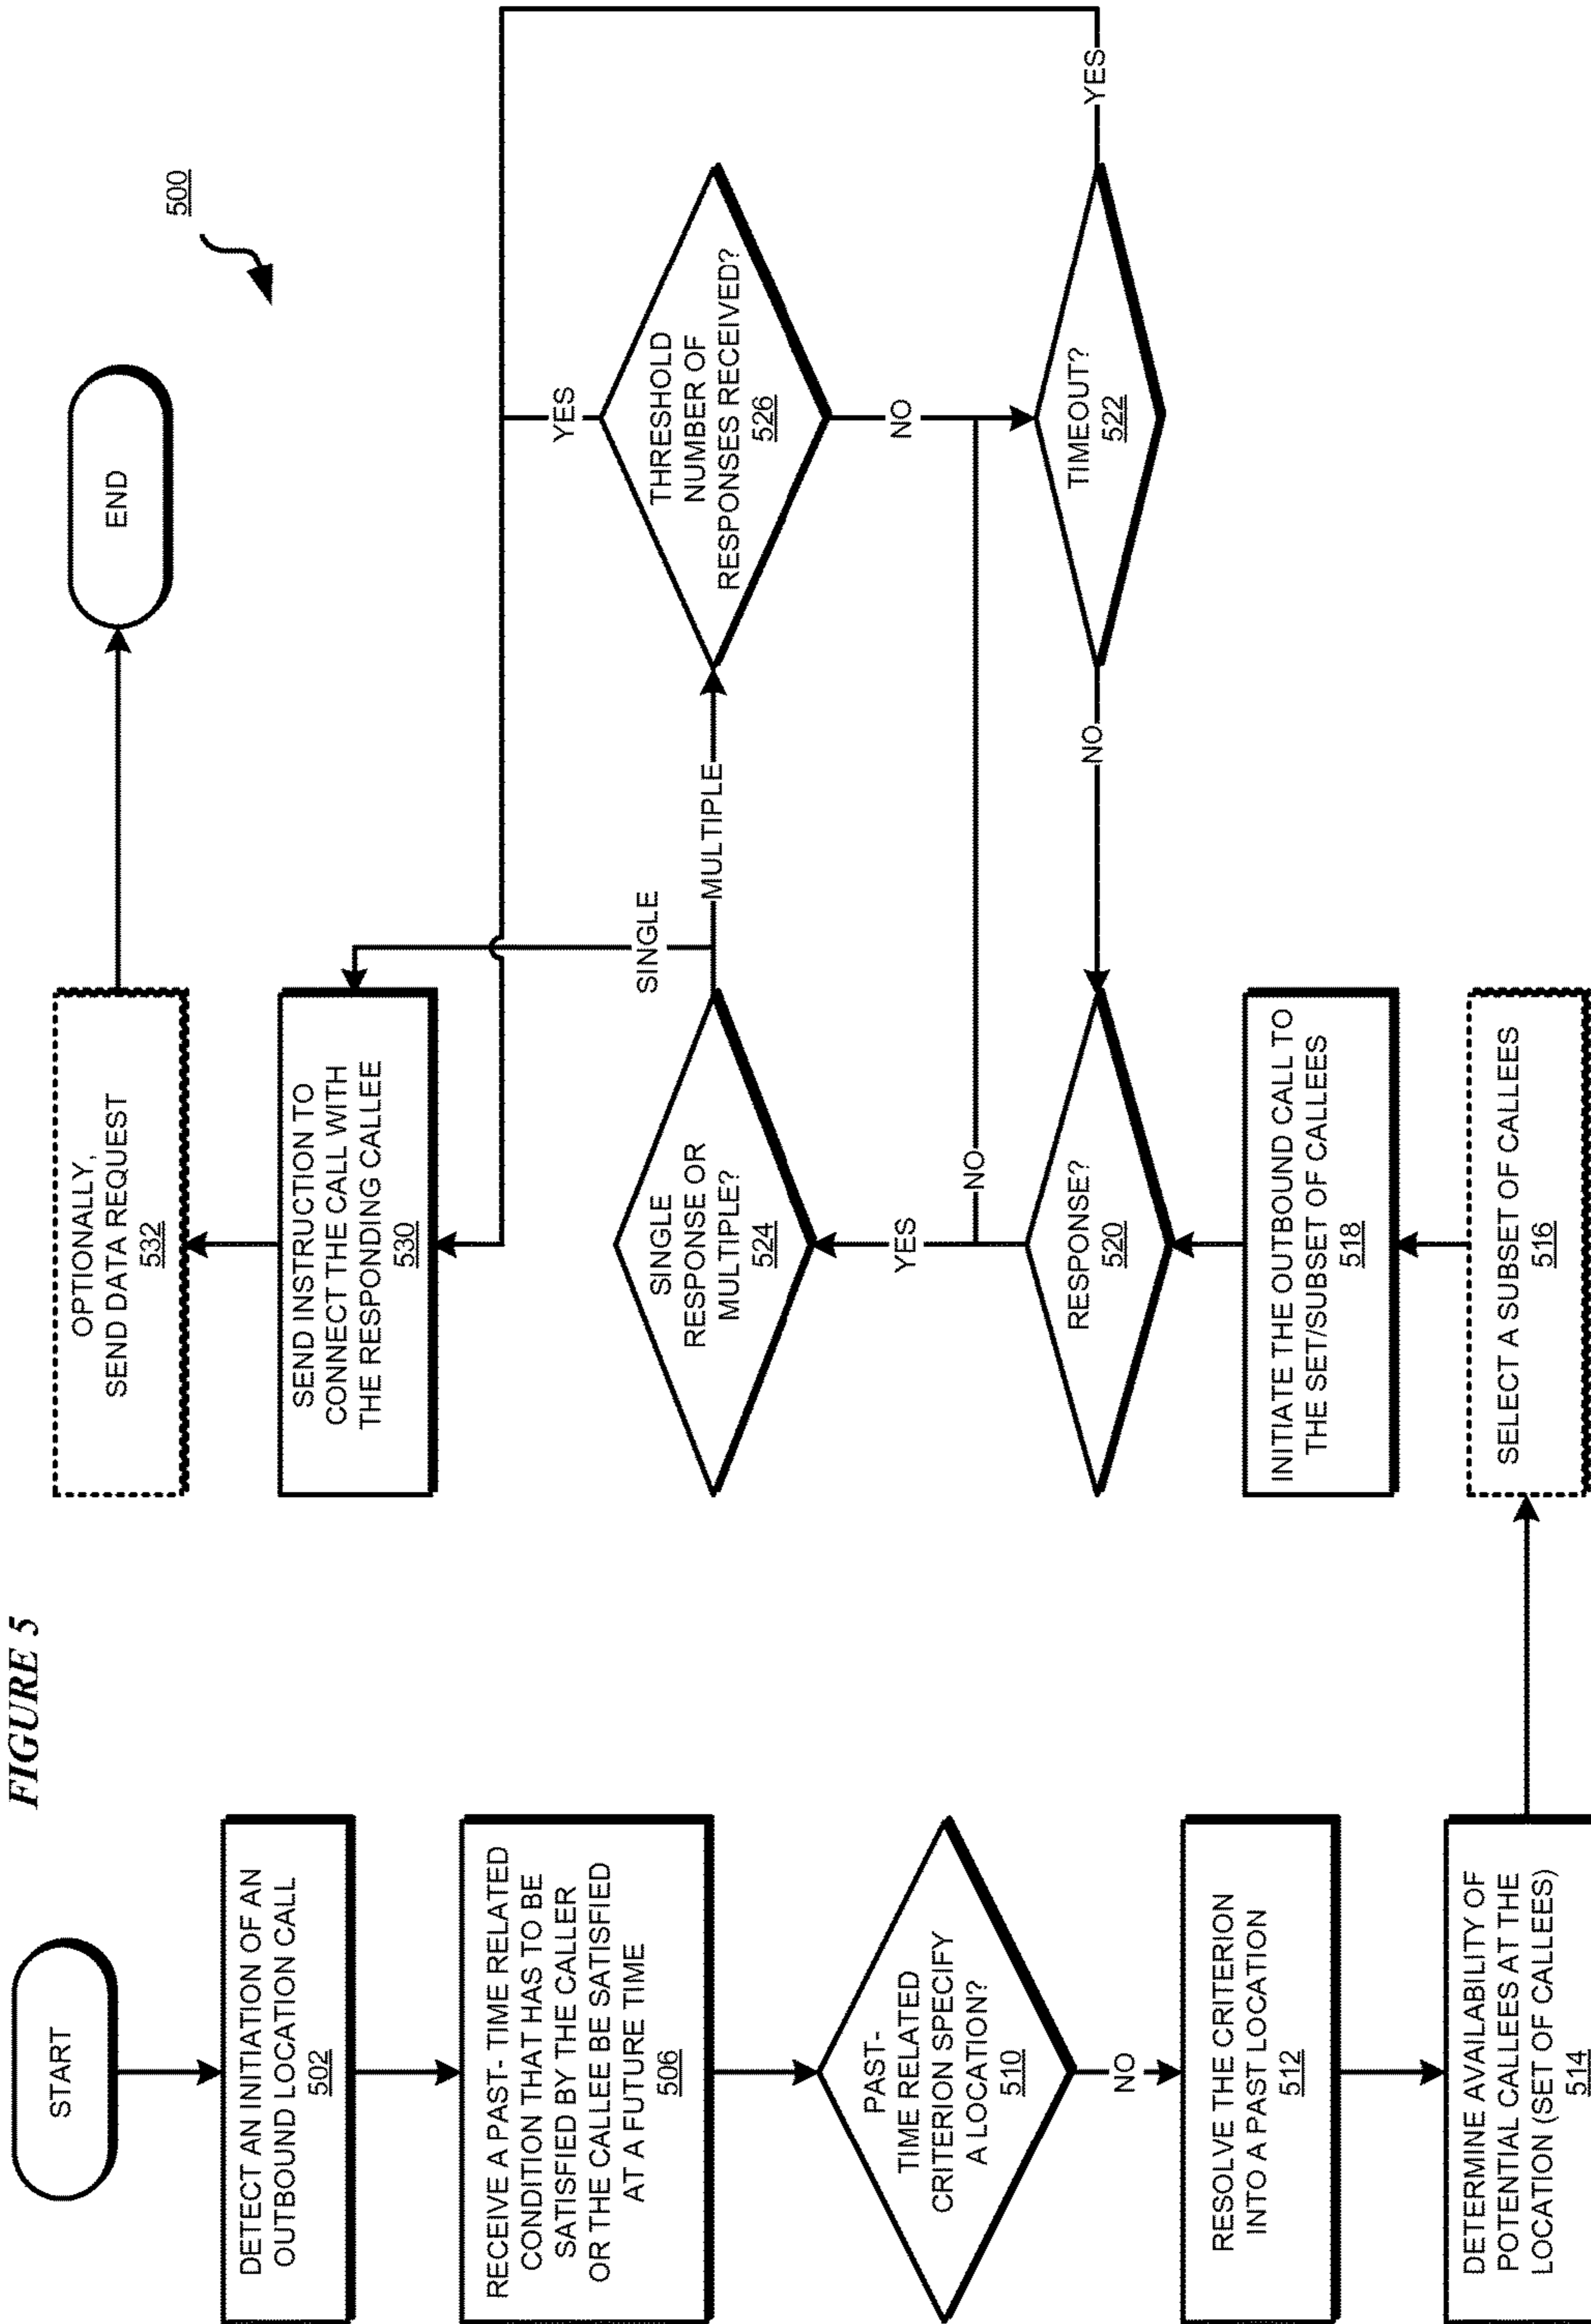 FIGURE 5
500
START
DETECT AN INITIATION OF AN
OUTBOUND LOCATION CALL
502
RECEIVE A PAST- TIME RELATED
CONDITION THAT HAS TO BE
SATISFIED BY THE CALLER
OR THE CALLEE BE SATISFIED
AT A FUTURE TIME
506
PAST-
TIME RELATED
CRITERION SPECIFY
A LOCATION?
510
NO
RESOLVE THE CRITERION
INTO A PAST LOCATION
512
DETERMINE AVAILABILITY OF
POTENTIAL CALLEES AT THE
LOCATION (SET OF CALLEES)
514
SELECT A SUBSET OF CALLEES
516
INITIATE THE OUTBOUND CALL TO
THE SET/SUBSET OF CALLEES
518
RESPONSE?
520
YES
NO
SINGLE
RESPONSE OR
MULTIPLE?
524
SINGLE
MULTIPLE
THRESHOLD
NUMBER OF
RESPONSES RECEIVED?
526
YES
NO
TIMEOUT?
522
NO
YES
SEND INSTRUCTION TO
CONNECT THE CALL WITH
THE RESPONDING CALLEE
530
OPTIONALLY,
SEND DATA REQUEST
532
END